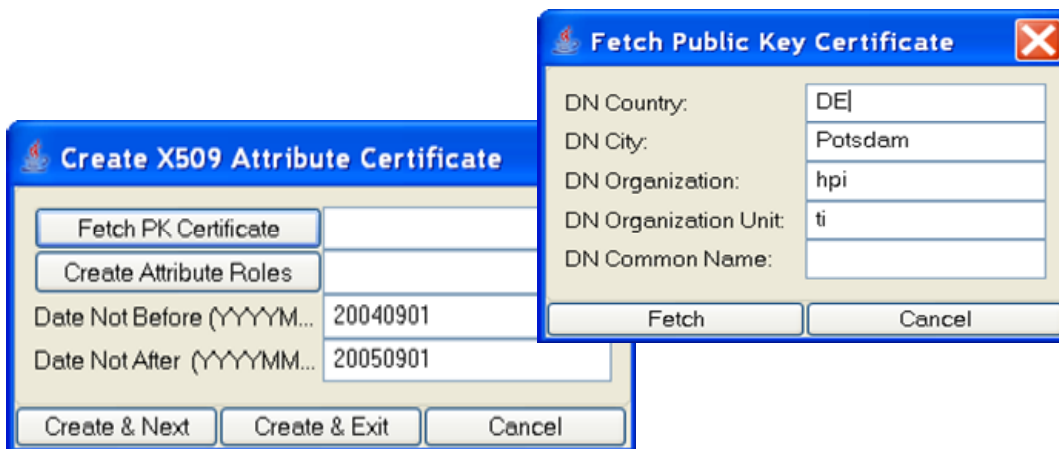 Fetch Public Key Certificate
DN Country: DE
DN City: Potsdam
DN Organization: hpi
DN Organization Unit: ti
DN Common Name:
Fetch Cancel
Create X509 Attribute Certificate
Fetch PK Certificate
Create Attribute Roles
Date Not Before (YYYYM... 20040901
Date Not After (YYYYMM... 20050901
Create & Next Create & Exit Cancel